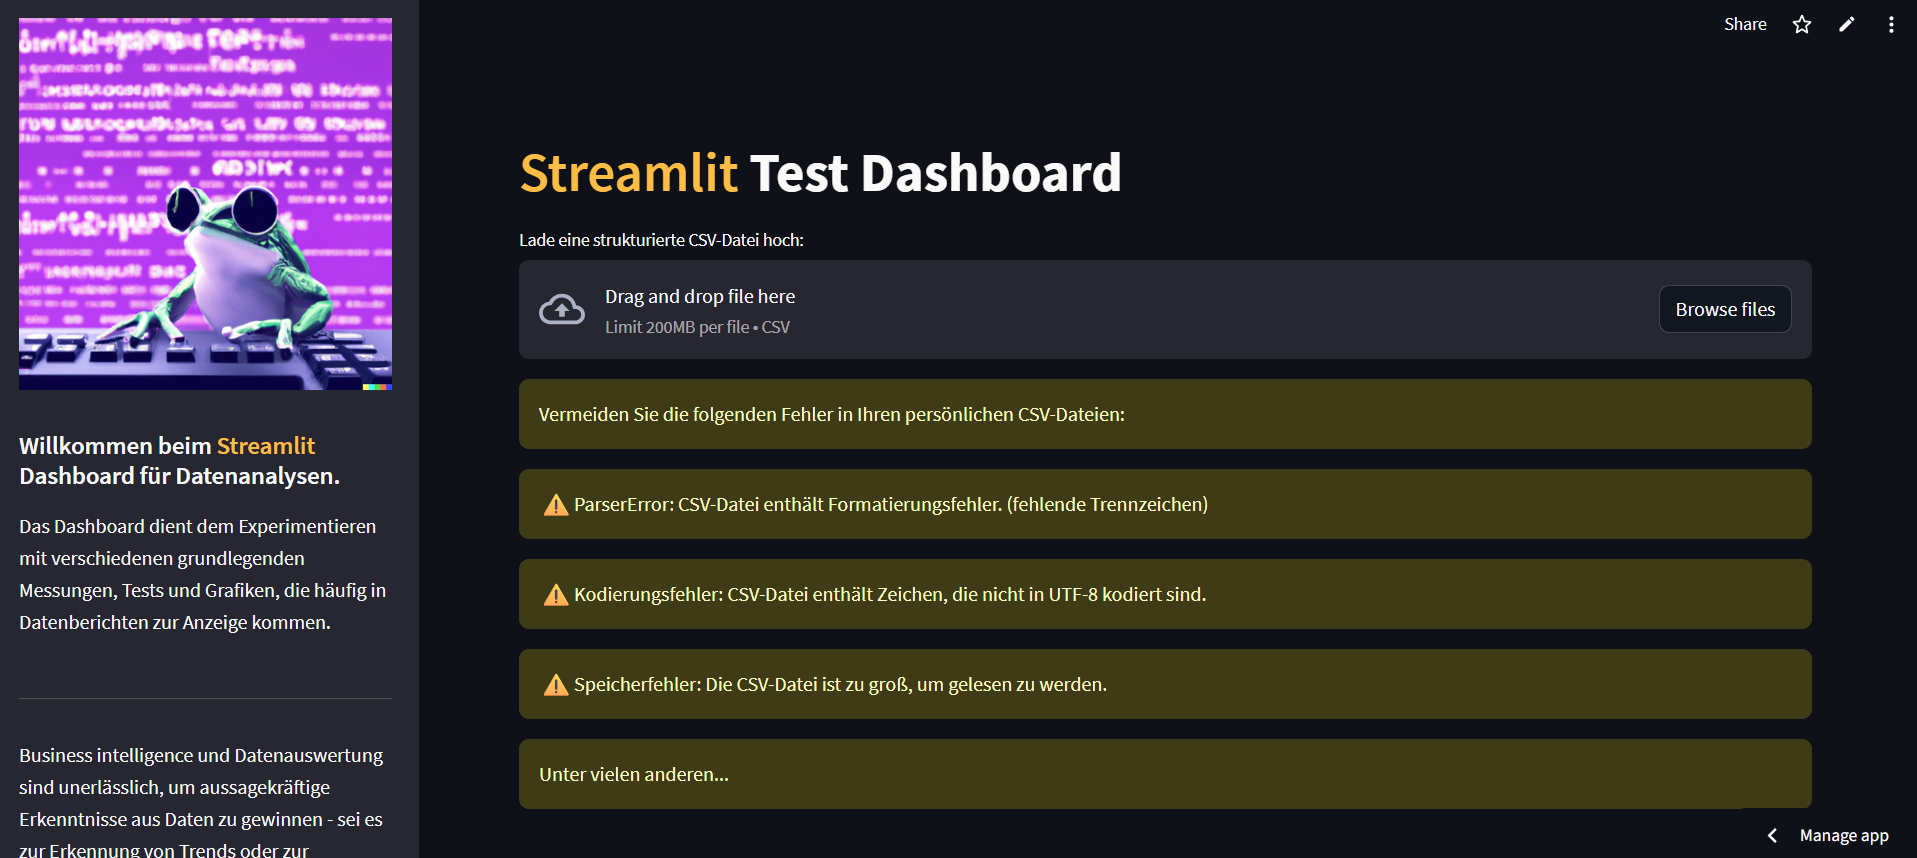 Willkommen beim Streamlit
Dashboard für Datenanalysen.
Das Dashboard dient dem Experimentieren
mit verschiedenen grundlegenden
Messungen, Tests und Grafiken, die häufig in
Datenberichten zur Anzeige kommen.
Business intelligence und Datenauswertung
sind unerlässlich, um aussagekräftige
Erkenntnisse aus Daten zu gewinnen - sei es
zur Erkennung von Trends oder zur
Share
Streamlit Test Dashboard
Lade eine strukturierte CSV-Datei hoch:
Drag and drop file here
Limit 200MB per file • CSV
Browse files
Vermeiden Sie die folgenden Fehler in Ihren persönlichen CSV-Dateien:
⚠️ ParserError: CSV-Datei enthält Formatierungsfehler. (fehlende Trennzeichen)
⚠️ Kodierungsfehler: CSV-Datei enthält Zeichen, die nicht in UTF-8 kodiert sind.
⚠️ Speicherfehler: Die CSV-Datei ist zu groß, um gelesen zu werden.
Unter vielen anderen...
Manage app